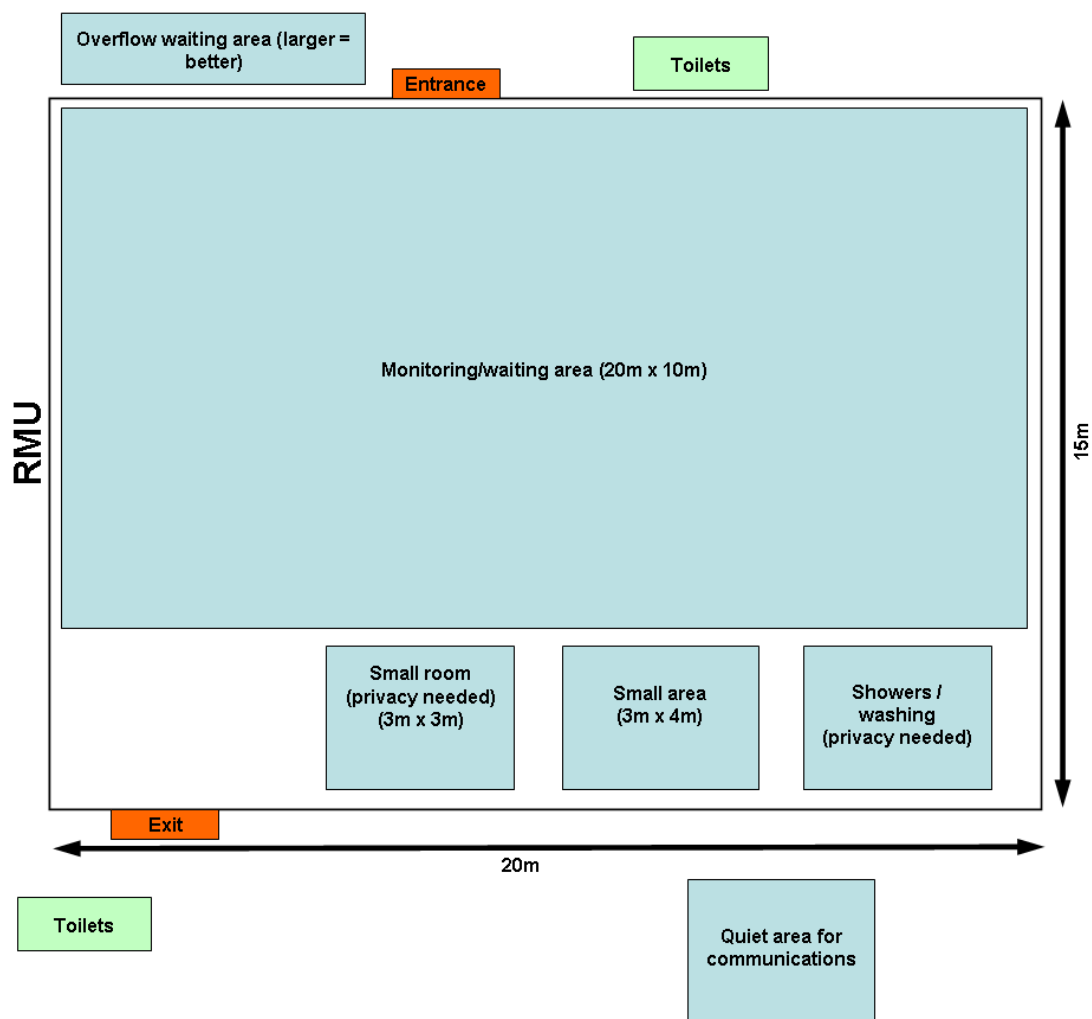 Overflow waiting area (larger =
better)
Toilets
Entrance
Monitoring/waiting area (20m x 10m)
RMU
15m
Small room
(privacy needed)
(3m x 3m)
Small area
(3m x 4m)
Showers /
washing
(privacy needed)
Exit
20m
Toilets
Quiet area for
communications